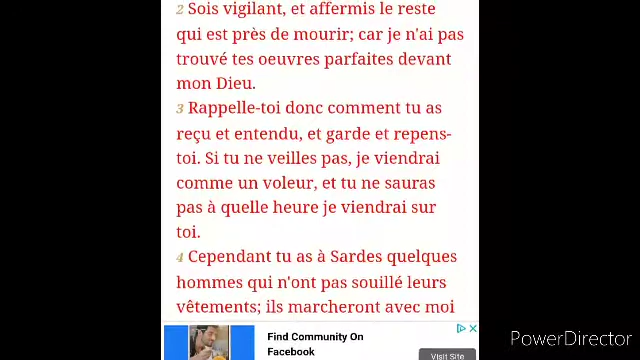 2 Sois vigilant, et affermis le reste
qui est près de mourir; car je n'ai pas
trouvé tes oeuvres parfaites devant
mon Dieu.
3 Rappelle-toi donc comment tu as
reçu et entendu, et garde et repens-
toi. Si tu ne veilles pas, je viendrai
comme un voleur, et tu ne sauras
pas à quelle heure je viendrai sur
toi.
4 Cependant tu as à Sardes quelques
hommes qui n'ont pas souillé leurs
vêtements; ils marcheront avec moi
Find Community On
Facebook
Visit Site
PowerDirector